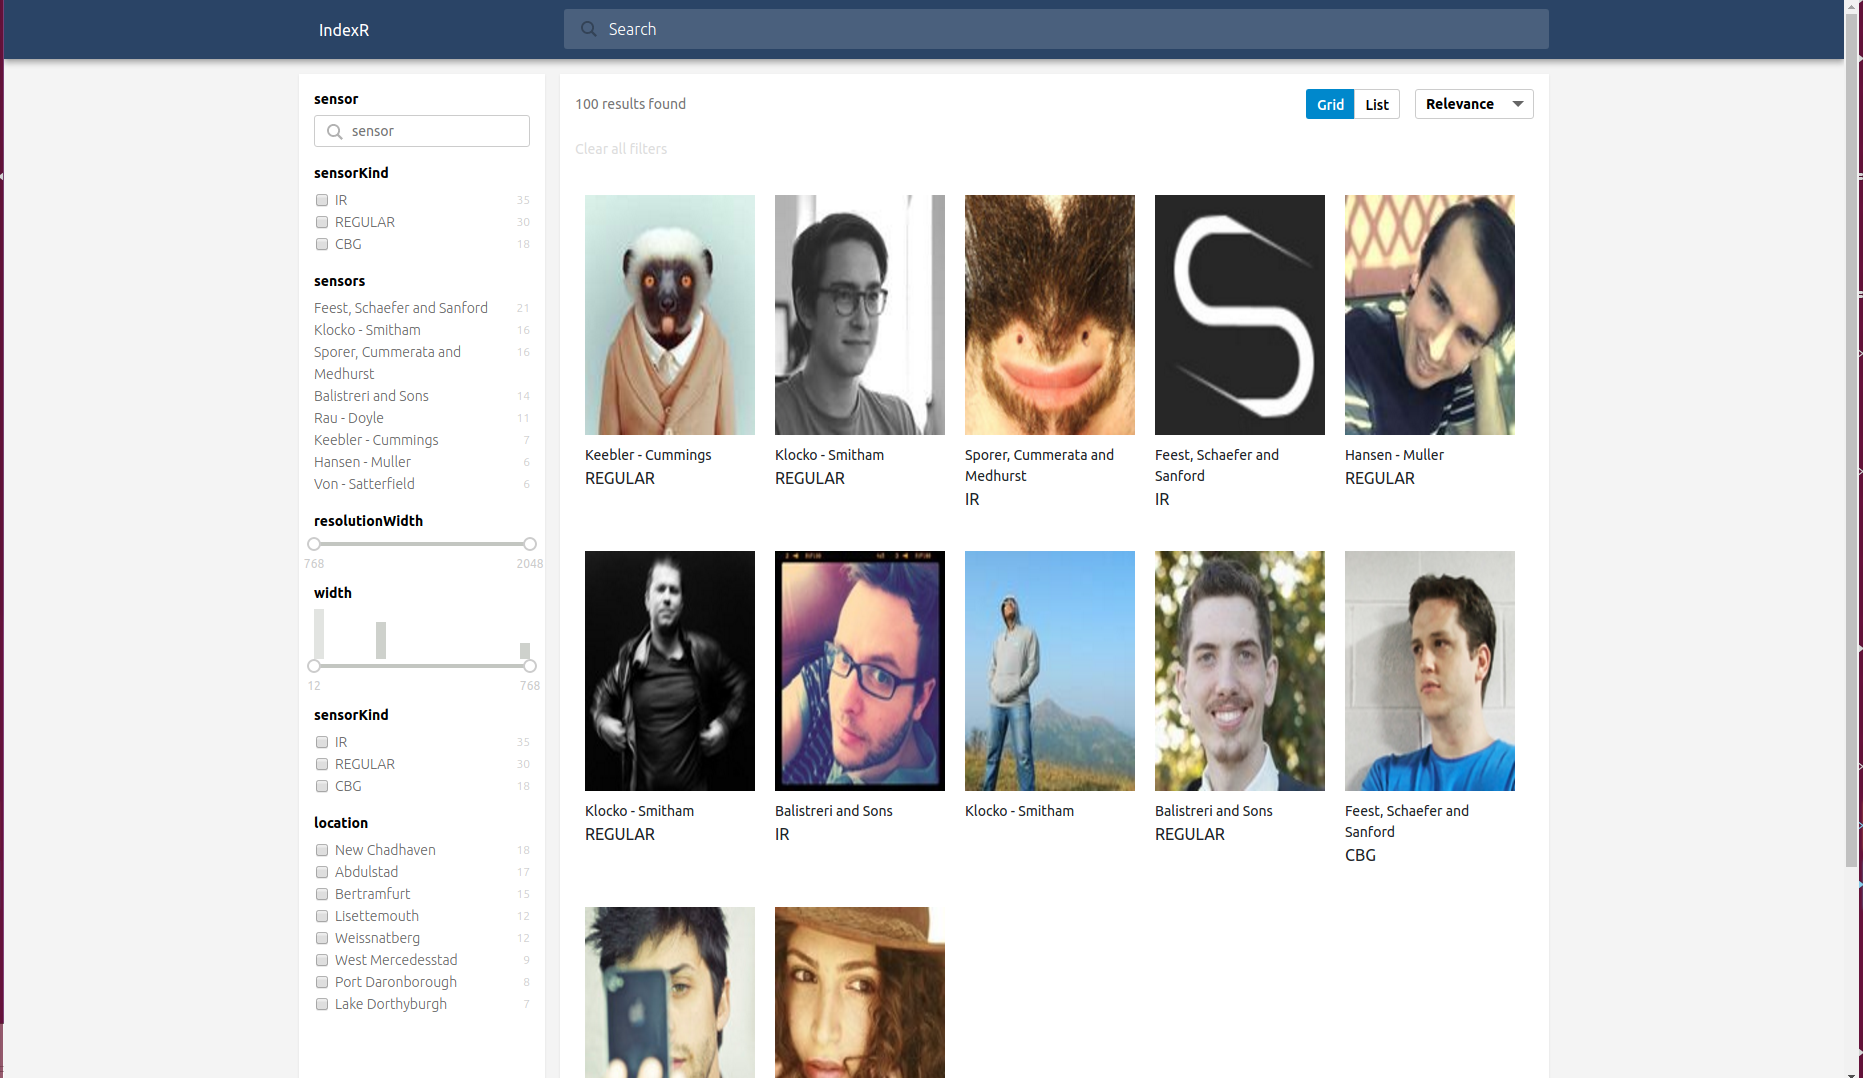 IndexR
Search
sensor
sensor
sensorKind
IR 35
REGULAR 30
CBG 18
sensors
Feest, Schaefer and Sanford 21
Klocko - Smitham 16
Sporer, Cummerata and 16
Medhurst
Balistreri and Sons 14
Rau - Doyle 11
Keebler - Cummings 7
Hansen - Muller 6
Von - Satterfield 6
resolutionWidth
768 2048
width
12 768
sensorKind
IR 35
REGULAR 30
CBG 18
location
New Chadhaven 18
Abdulstad 17
Bertramfurt 15
Lisettemouth 12
Weissnatberg 12
West Mercedesstad 9
Port Daronborough 8
Lake Dorthyburgh 7
100 results found
Grid List Relevance
Clear all filters
Keebler - Cummings
REGULAR
Klocko - Smitham
REGULAR
Sporer, Cummerata and
Medhurst
IR
Feest, Schaefer and
Sanford
IR
Hansen - Muller
REGULAR
Klocko - Smitham
REGULAR
Balistreri and Sons
IR
Klocko - Smitham
Balistreri and Sons
REGULAR
Feest, Schaefer and
Sanford
CBG